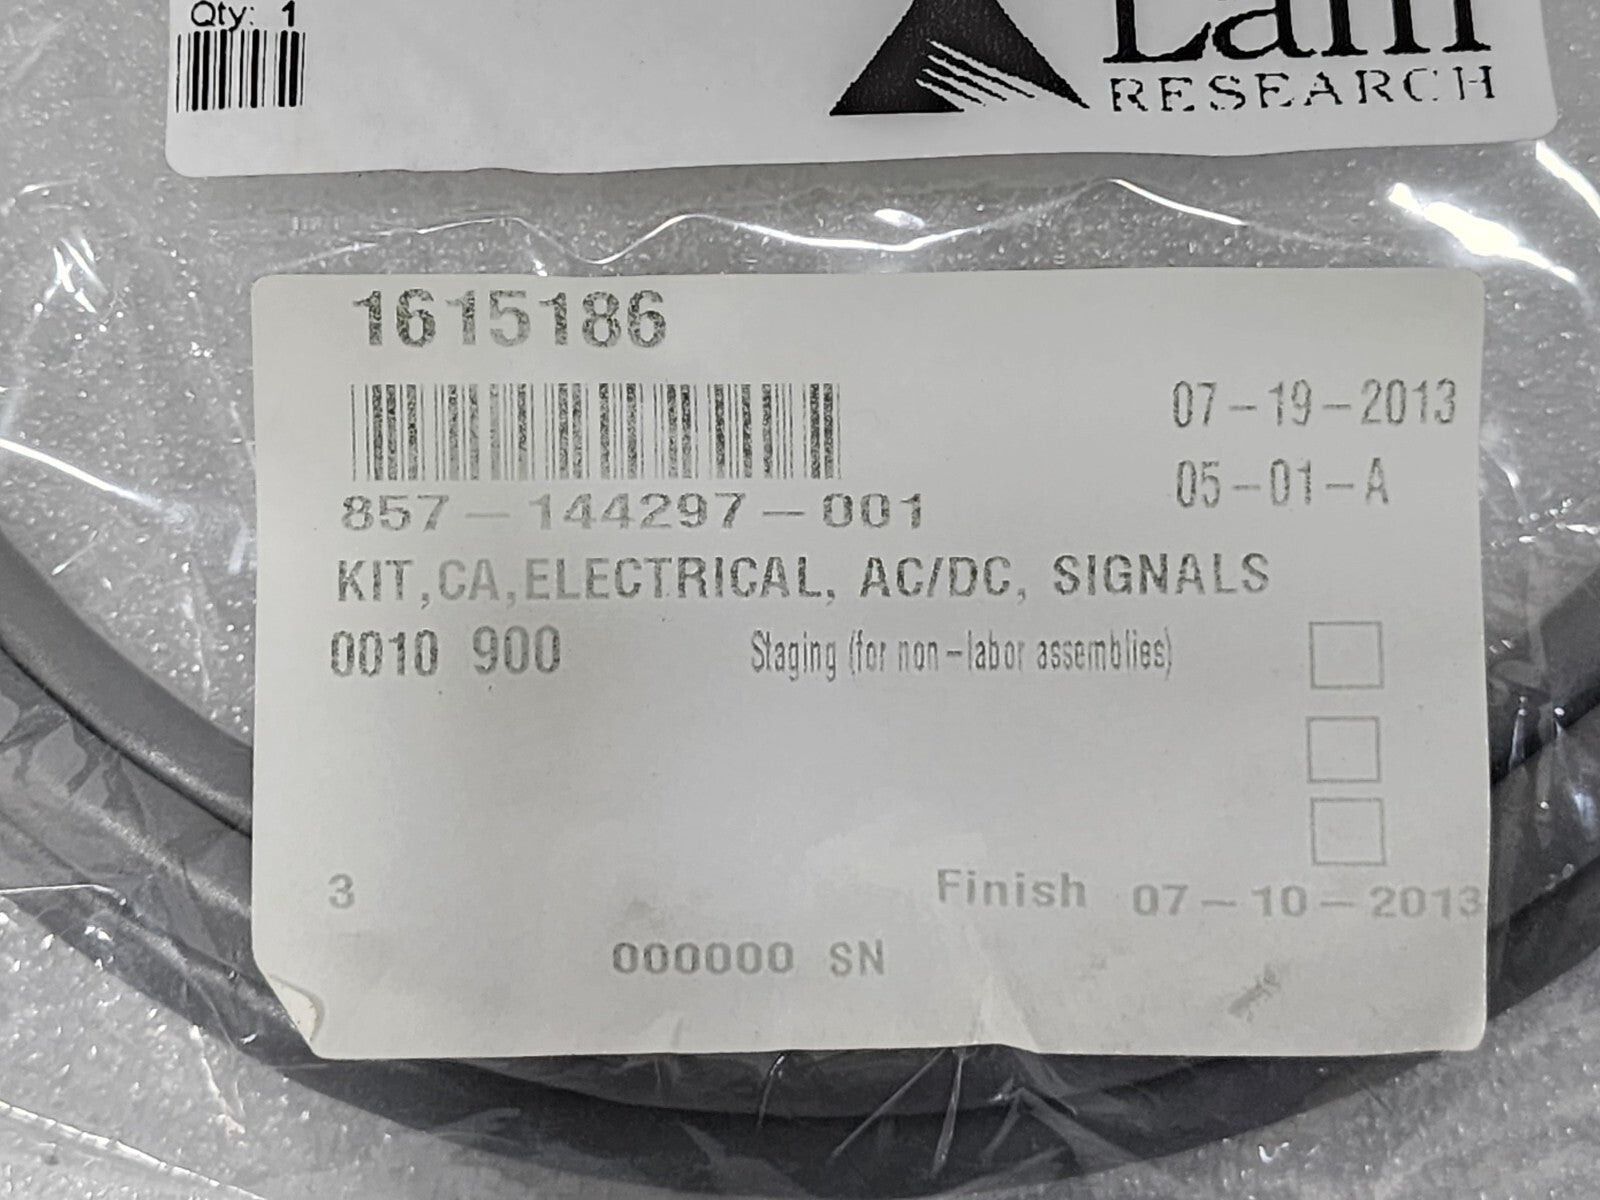 Qty: 1
Lam
RESEARCH
1615186
07-19-2013
05-01-A
857-144297-001
KIT,CA,ELECTRICAL, AC/DC, SIGNALS
0010 900 Staging (for non-labor assemblies)
3 Finish 07-10-2013
000000 SN